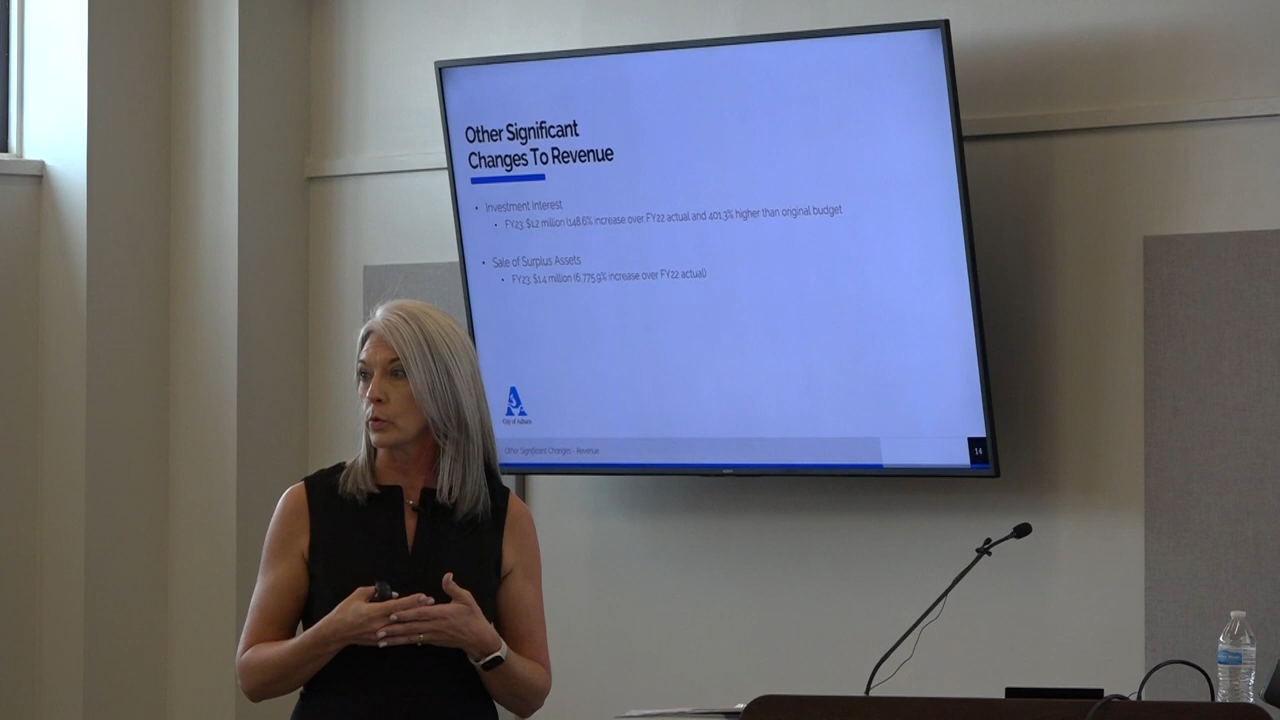 Other Significant
Changes To Revenue
• Investment Interest
• FY23: $1.2 million (148.6% increase over FY22 actual and 401.3% higher than original budget
• Sale of Surplus Assets
• FY23: $1.4 million (6,775.9% increase over FY22 actual)
City of Auburn
Other Significant Changes - Revenue
14